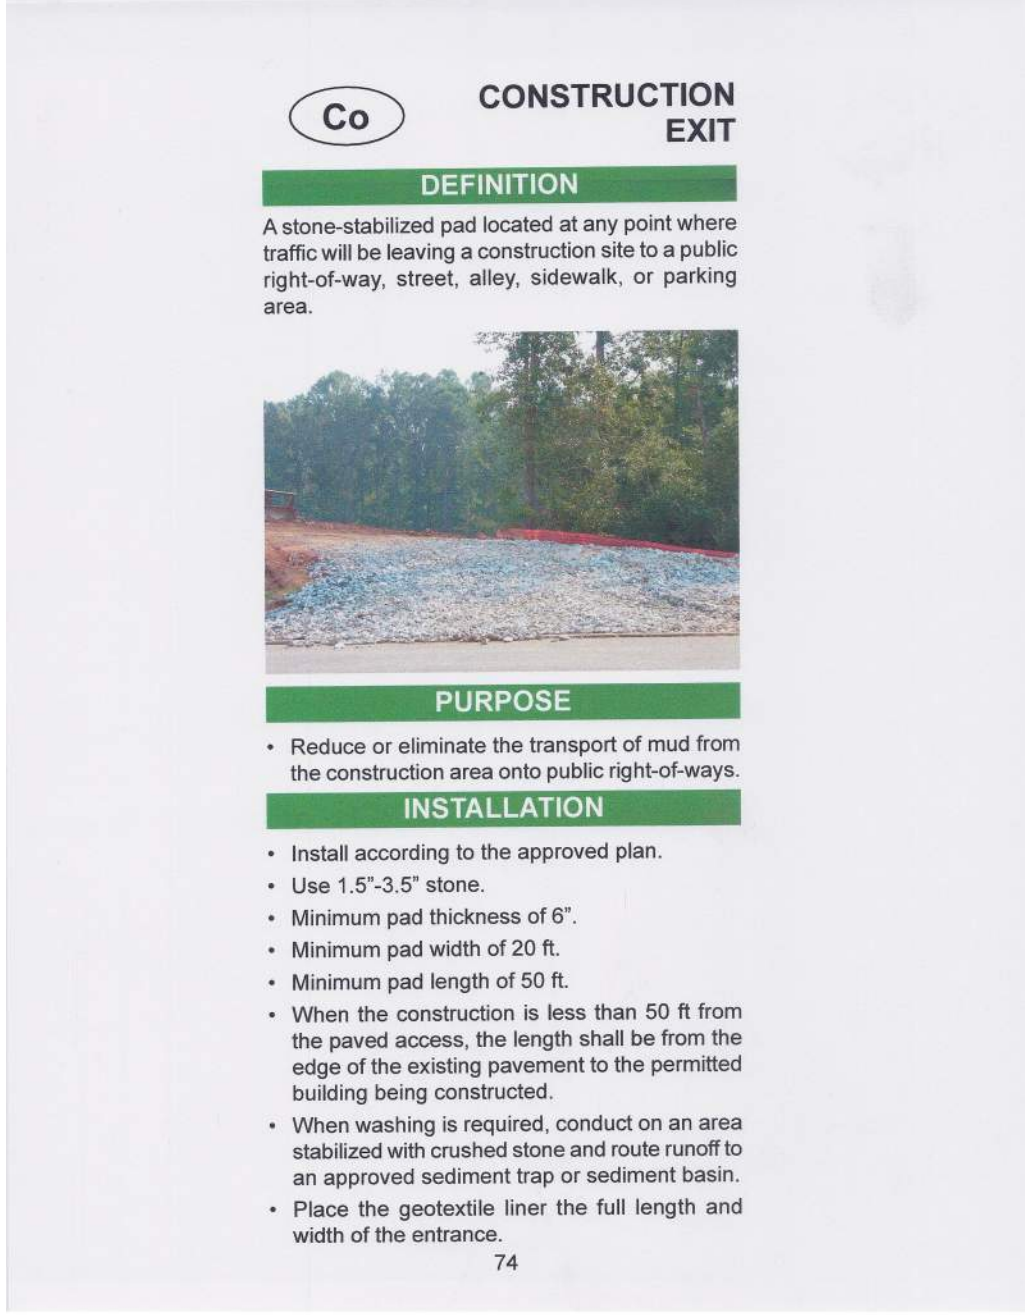 Co
CONSTRUCTION
EXIT
DEFINITION
A stone-stabilized pad located at any point where
traffic will be leaving a construction site to a public
right-of-way, street, alley, sidewalk, or parking
area.
PURPOSE
• Reduce or eliminate the transport of mud from
the construction area onto public right-of-ways.
INSTALLATION
• Install according to the approved plan.
• Use 1.5”-3.5” stone.
• Minimum pad thickness of 6”.
• Minimum pad width of 20 ft.
• Minimum pad length of 50 ft.
• When the construction is less than 50 ft from
the paved access, the length shall be from the
edge of the existing pavement to the permitted
building being constructed.
• When washing is required, conduct on an area
stabilized with crushed stone and route runoff to
an approved sediment trap or sediment basin.
• Place the geotextile liner the full length and
width of the entrance.
74